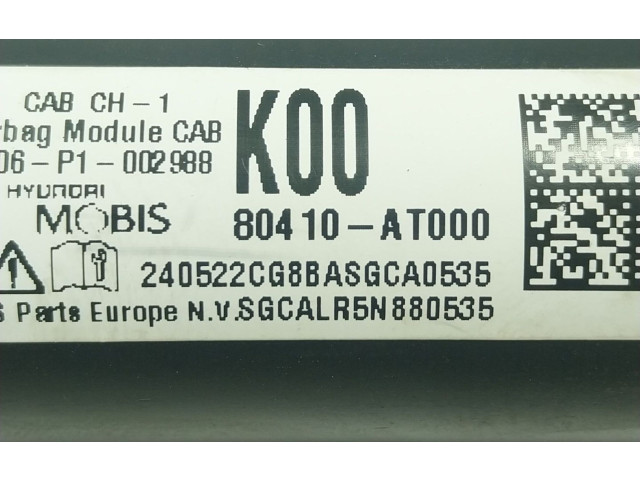 CAB CH-1
rbag Module CAB
06-P1-002988
K00
HYUNDAI
MOBIS
80410-AT000
240522CG8BASGCA0535
S Parts Europe N.V.SGCALR5N880535